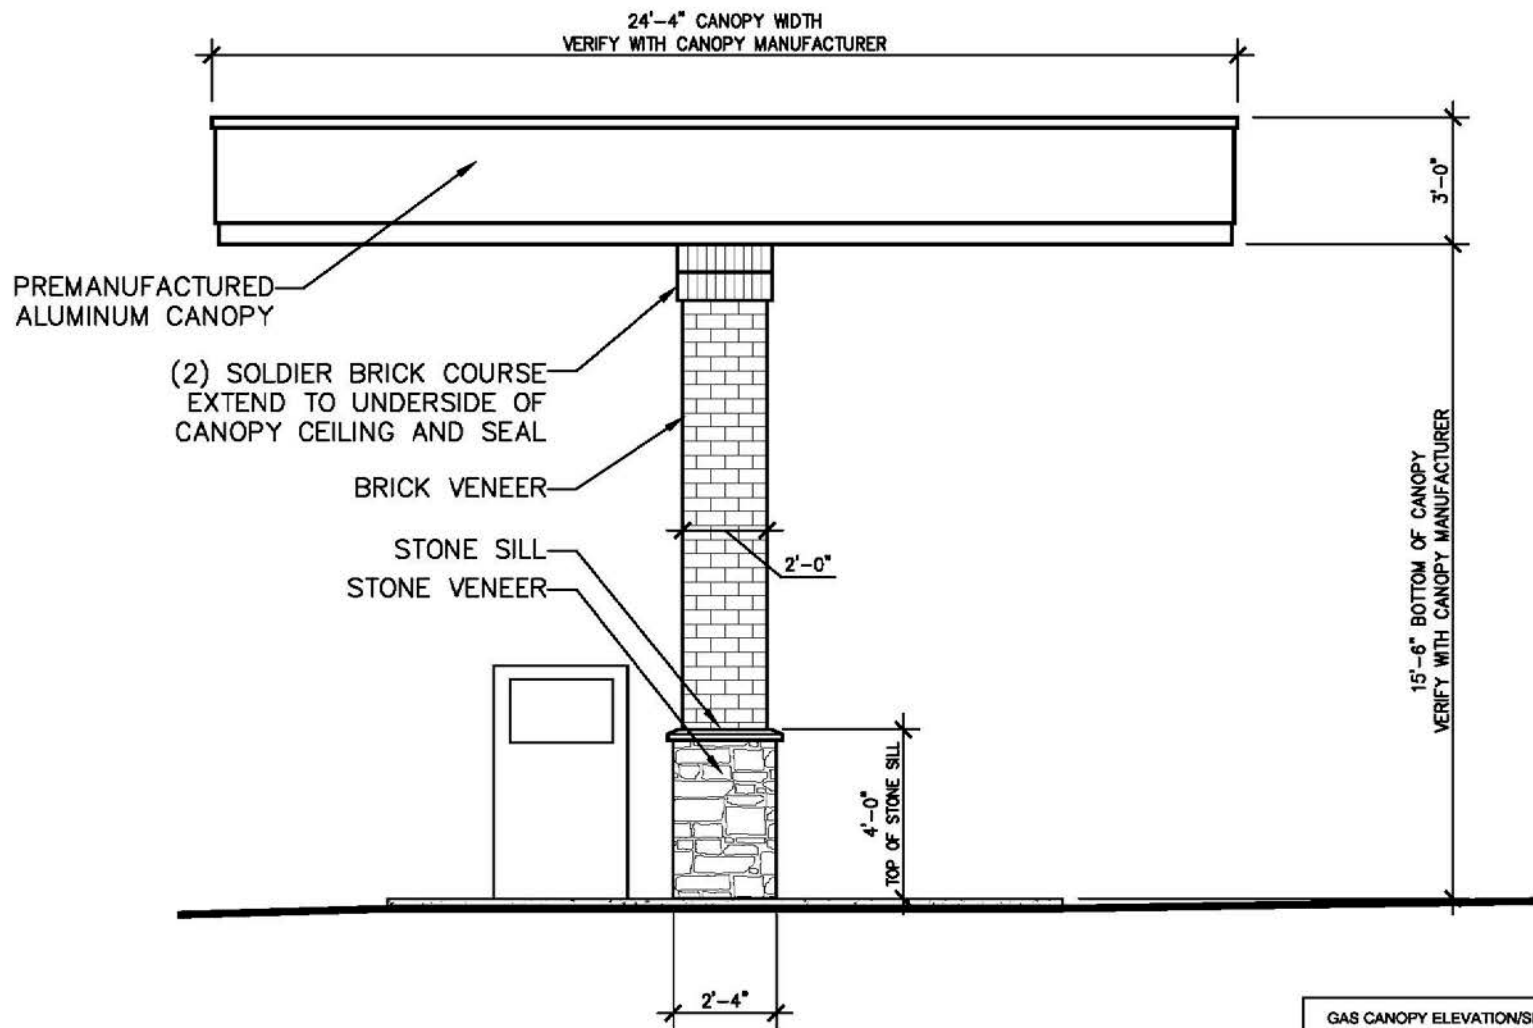 24'-4" CANOPY WIDTH
VERIFY WITH CANOPY MANUFACTURER
3'-0"
PREMANUFACTURED
ALUMINUM CANOPY
(2) SOLDIER BRICK COURSE
EXTEND TO UNDERSIDE OF
CANOPY CEILING AND SEAL
BRICK VENEER
STONE SILL
STONE VENEER
2'-0"
15'-6" BOTTOM OF CANOPY
VERIFY WITH CANOPY MANUFACTURER
4'-0"
TOP OF STONE SILL
2'-4"
GAS CANOPY